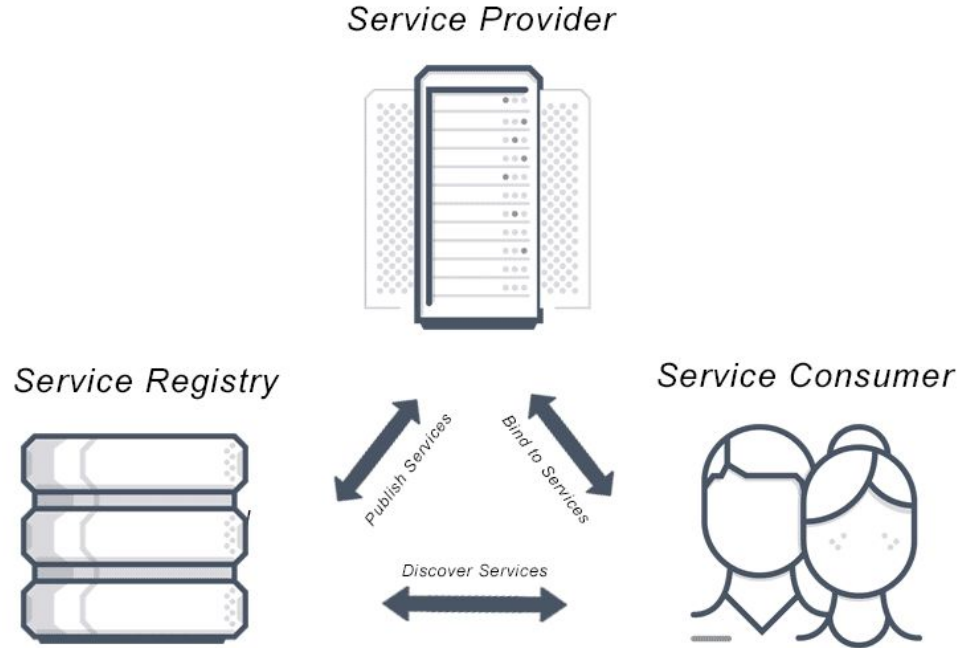 Service Provider
Service Registry
Service Consumer
Publish Services
Bind to Services
Discover Services